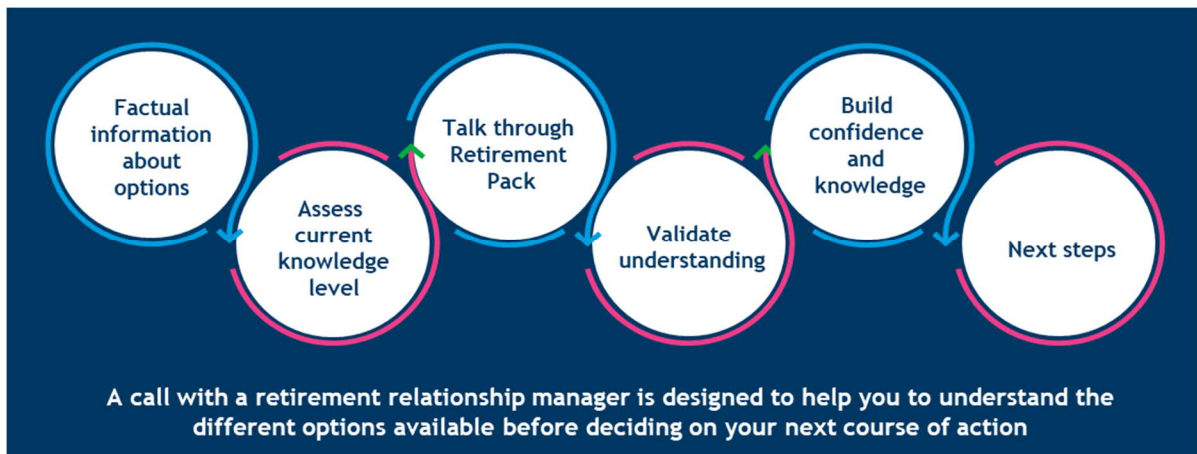 Factual
information
about
options
Assess
current
knowledge
level
Talk through
Retirement
Pack
Validate
understanding
Build
confidence
and
knowledge
Next steps
A call with a retirement relationship manager is designed to help you to understand the
different options available before deciding on your next course of action